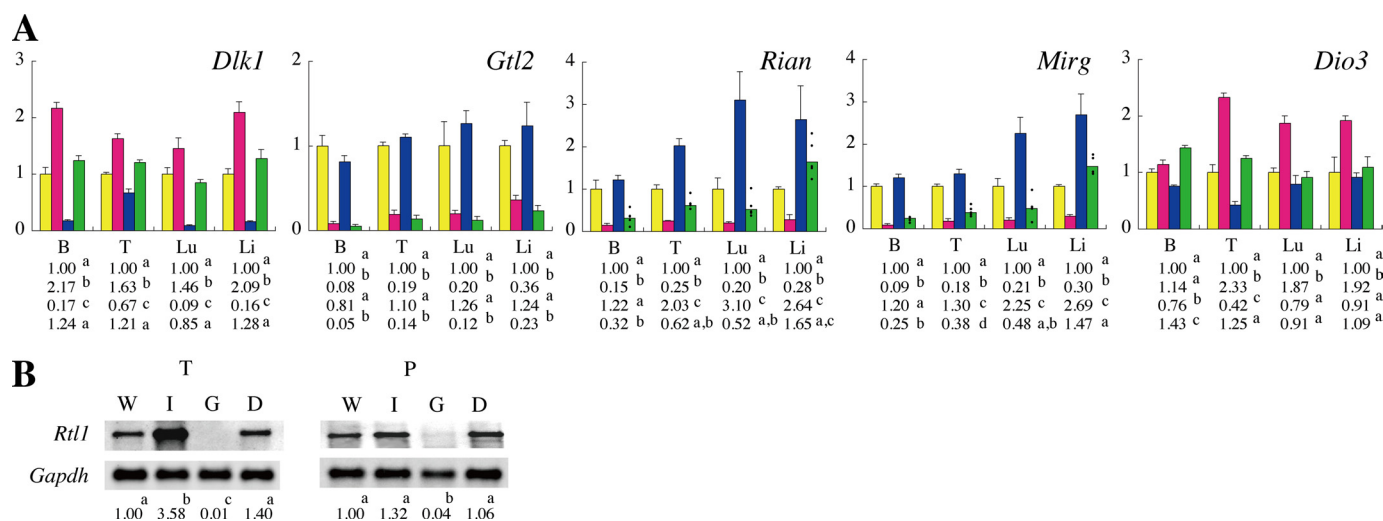 A
Dlk1 Gtl2 Rian Mirg Dio3
3 2 4 4 3
3 3
2 1 2
2 2
1 1 1 1
0 0 0 0 0
B T Lu Li B T Lu Li B T Lu Li B T Lu Li B T Lu Li
1.00 a 1.00 a 1.00 a 1.00 a 1.00 a 1.00 a 1.00 a 1.00 a 1.00 a 1.00 a 1.00 a 1.00 a 1.00 a 1.00 a 1.00 a 1.00 a 1.00 a 1.00 a 1.00 a 1.00 a
2.17 b 1.63 b 1.46 b 2.09 b 0.08 b 0.19 b 0.20 b 0.36 b 0.15 b 0.25 b 0.20 b 0.28 b 0.09 b 0.18 b 0.21 b 0.30 b 1.14 a 2.33 b 1.87 b 1.92 b
0.17 c 0.67 c 0.09 c 0.16 c 0.81 a 1.10 a 1.26 a 1.24 a 1.22 a 2.03 c 3.10 c 2.64 c 1.20 a 1.30 c 2.25 c 2.69 c 0.76 b 0.42 c 0.79 a 0.91 a
1.24 a 1.21 a 0.85 a 1.28 a 0.05 b 0.14 b 0.12 b 0.23 b 0.32 b 0.62 a,b 0.52 a,b 1.65 a,c 0.25 b 0.38 d 0.48 a,b 1.47 a 1.43 c 1.25 a 0.91 a 1.09 a
B
T P
W I G D W I G D
Rtl1
Gapdh
a b c a a a b a
1.00 3.58 0.01 1.40 1.00 1.32 0.04 1.06